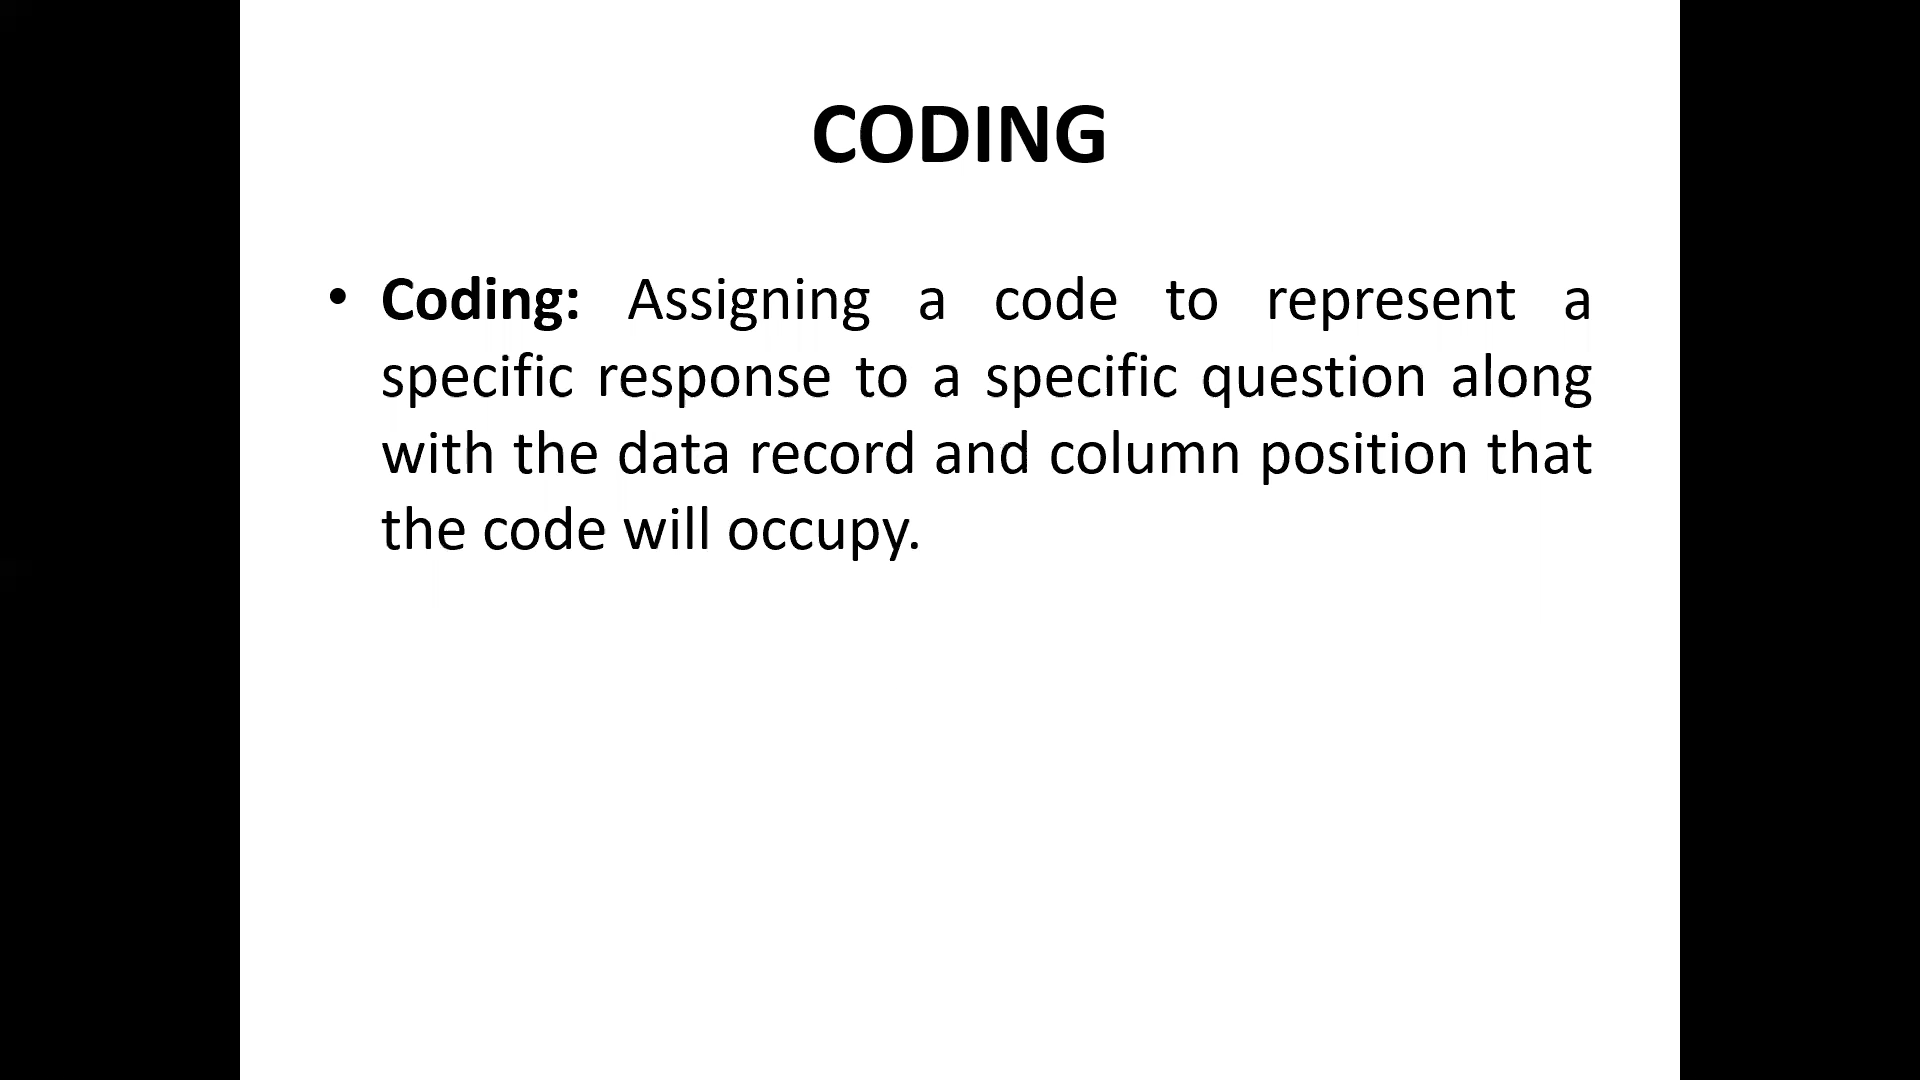 CODING
• Coding: Assigning a code to represent a
specific response to a specific question along
with the data record and column position that
the code will occupy.